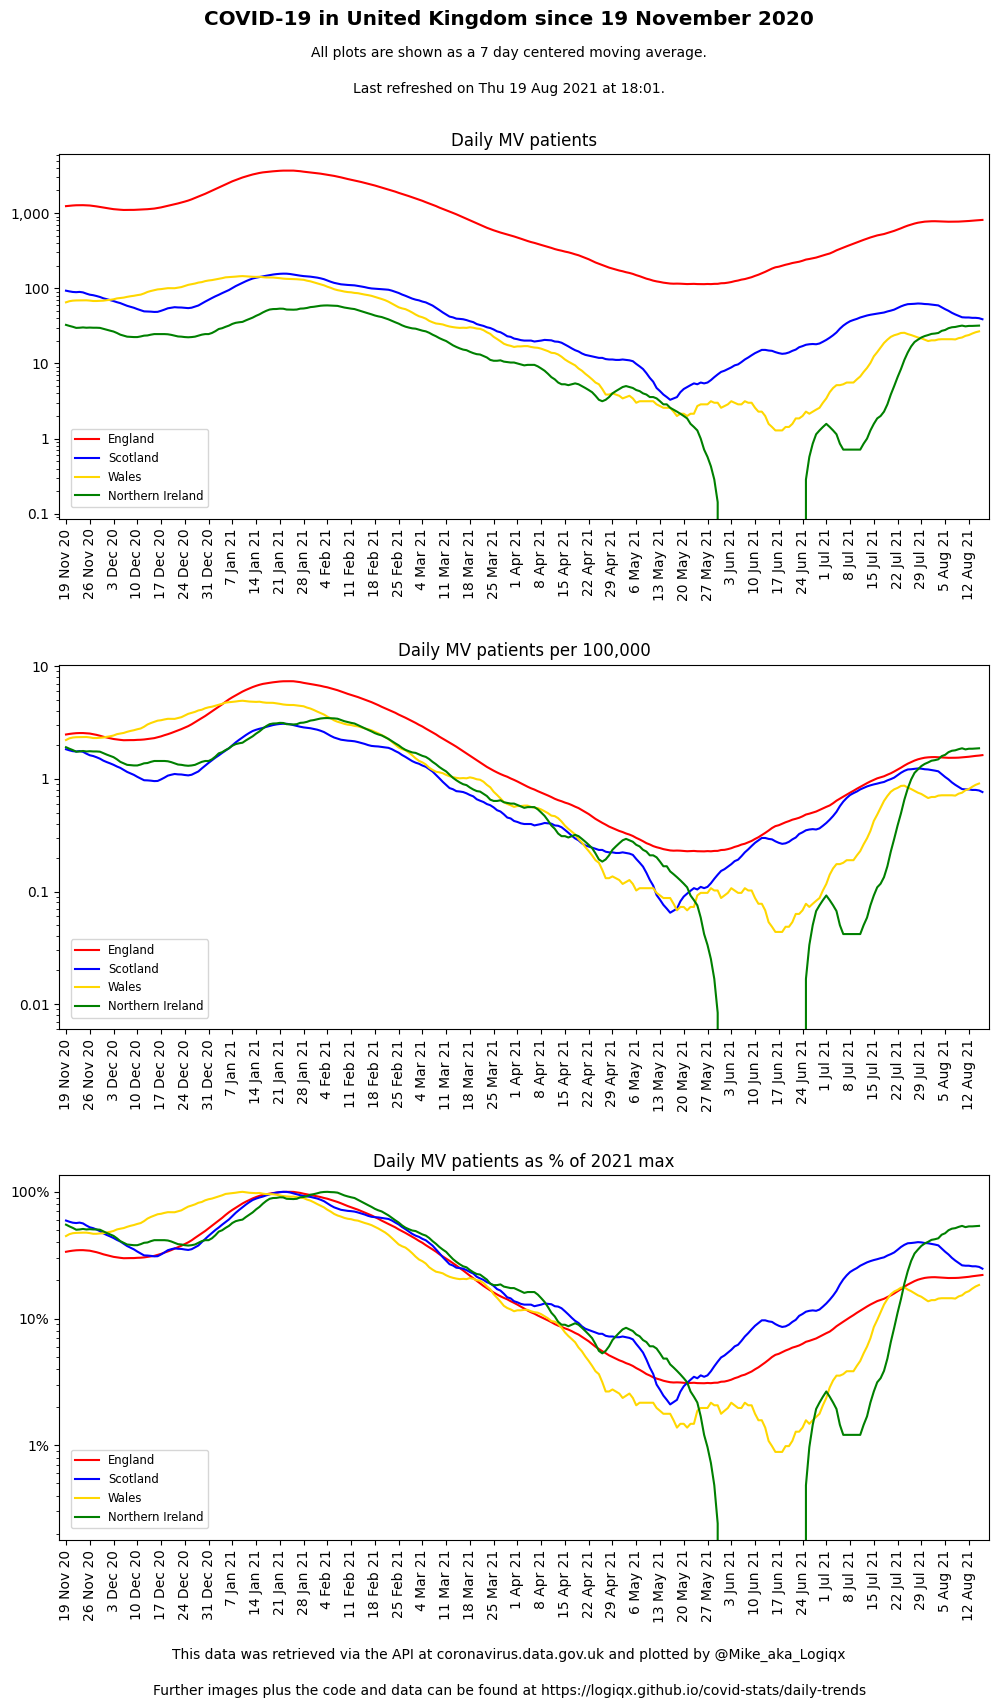 COVID-19 in United Kingdom since 19 November 2020
All plots are shown as a 7 day centered moving average.
Last refreshed on Thu 19 Aug 2021 at 18:01.
Daily MV patients
1,000
100
10
1
0.1
England
Scotland
Wales
Northern Ireland
19 Nov 20
26 Nov 20
3 Dec 20
10 Dec 20
17 Dec 20
24 Dec 20
31 Dec 20
7 Jan 21
14 Jan 21
21 Jan 21
28 Jan 21
4 Feb 21
11 Feb 21
18 Feb 21
25 Feb 21
4 Mar 21
11 Mar 21
18 Mar 21
25 Mar 21
1 Apr 21
8 Apr 21
15 Apr 21
22 Apr 21
29 Apr 21
6 May 21
13 May 21
20 May 21
27 May 21
3 Jun 21
10 Jun 21
17 Jun 21
24 Jun 21
1 Jul 21
8 Jul 21
15 Jul 21
22 Jul 21
29 Jul 21
5 Aug 21
12 Aug 21
Daily MV patients per 100,000
10
1
0.1
0.01
England
Scotland
Wales
Northern Ireland
19 Nov 20
26 Nov 20
3 Dec 20
10 Dec 20
17 Dec 20
24 Dec 20
31 Dec 20
7 Jan 21
14 Jan 21
21 Jan 21
28 Jan 21
4 Feb 21
11 Feb 21
18 Feb 21
25 Feb 21
4 Mar 21
11 Mar 21
18 Mar 21
25 Mar 21
1 Apr 21
8 Apr 21
15 Apr 21
22 Apr 21
29 Apr 21
6 May 21
13 May 21
20 May 21
27 May 21
3 Jun 21
10 Jun 21
17 Jun 21
24 Jun 21
1 Jul 21
8 Jul 21
15 Jul 21
22 Jul 21
29 Jul 21
5 Aug 21
12 Aug 21
Daily MV patients as % of 2021 max
100%
10%
1%
England
Scotland
Wales
Northern Ireland
19 Nov 20
26 Nov 20
3 Dec 20
10 Dec 20
17 Dec 20
24 Dec 20
31 Dec 20
7 Jan 21
14 Jan 21
21 Jan 21
28 Jan 21
4 Feb 21
11 Feb 21
18 Feb 21
25 Feb 21
4 Mar 21
11 Mar 21
18 Mar 21
25 Mar 21
1 Apr 21
8 Apr 21
15 Apr 21
22 Apr 21
29 Apr 21
6 May 21
13 May 21
20 May 21
27 May 21
3 Jun 21
10 Jun 21
17 Jun 21
24 Jun 21
1 Jul 21
8 Jul 21
15 Jul 21
22 Jul 21
29 Jul 21
5 Aug 21
12 Aug 21
This data was retrieved via the API at coronavirus.data.gov.uk and plotted by @Mike_aka_Logiqx
Further images plus the code and data can be found at https://logiqx.github.io/covid-stats/daily-trends